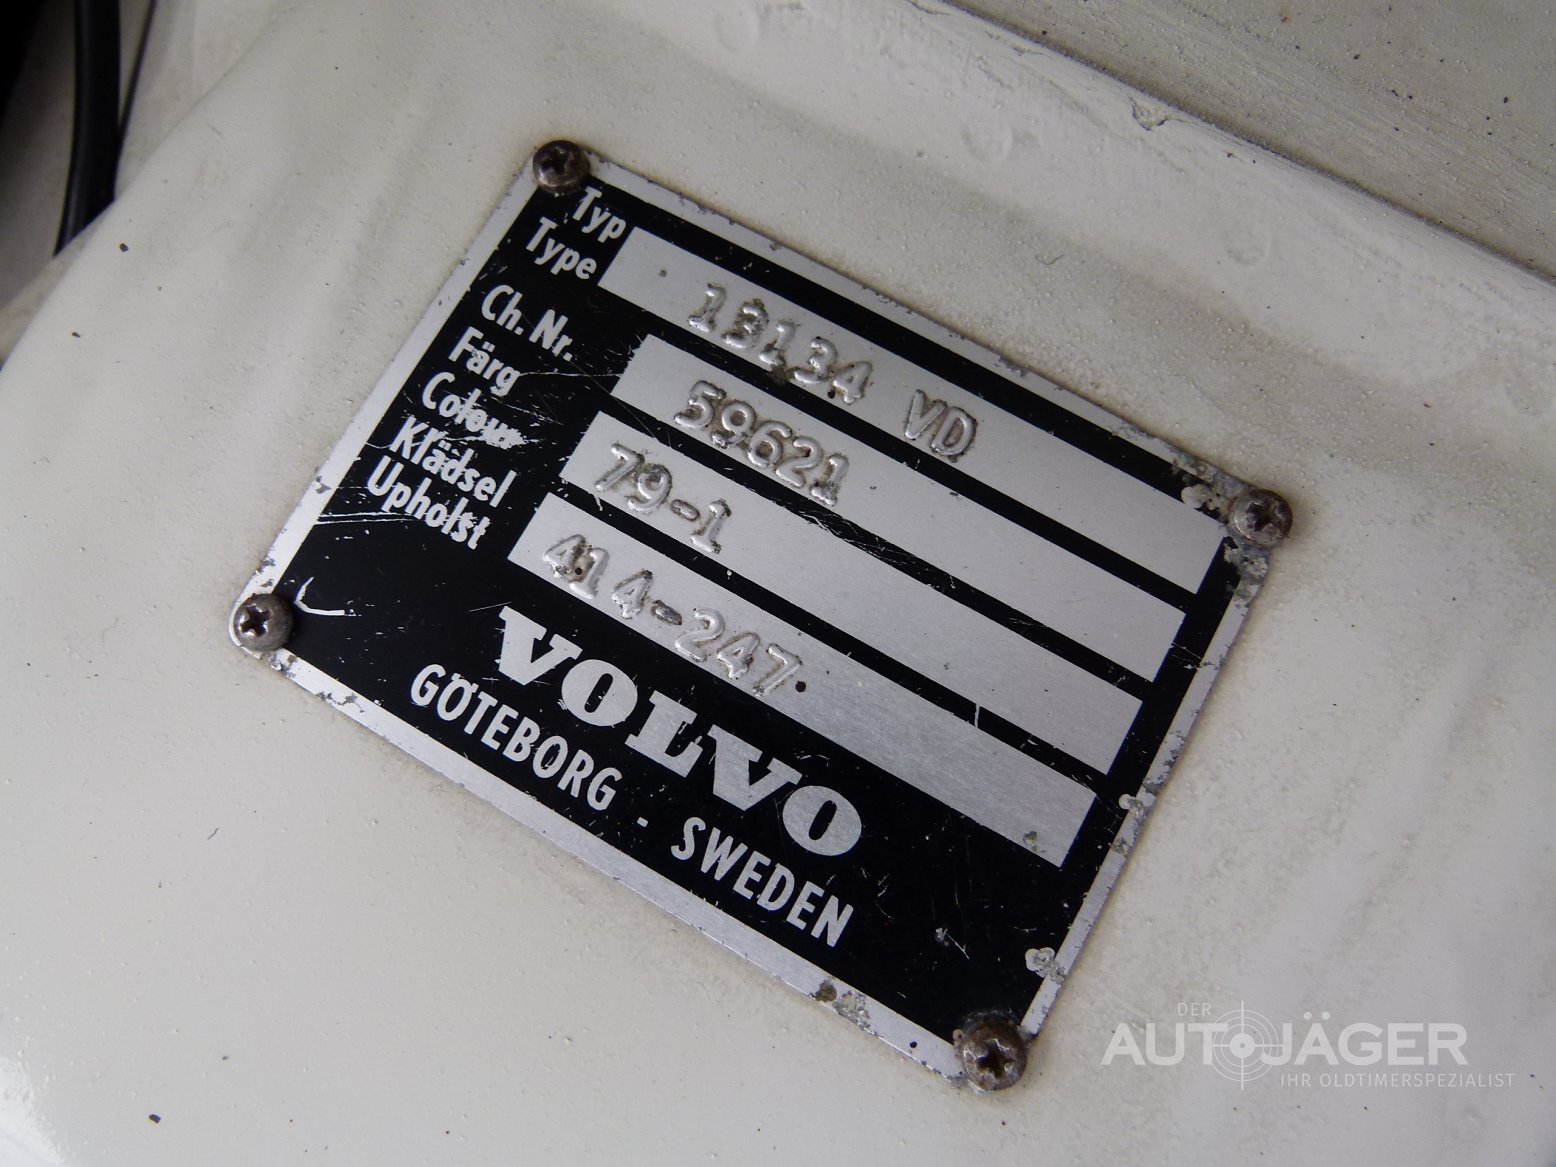 Typ
Type 13134 VD
Ch. Nr. 59621
Färg
Colour 79-1
Klädsel
Upholst 414-247
VOLVO
GÖTEBORG - SWEDEN
DER
AUTOJÄGER
IHR OLDTIMERSPEZIALIST